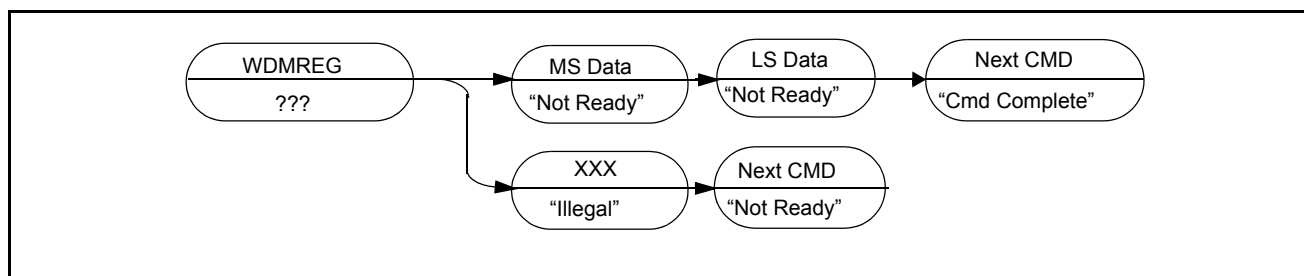 WDMREG
???
MS Data
“Not Ready”
LS Data
“Not Ready”
Next CMD
“Cmd Complete”
XXX
“Illegal”
Next CMD
“Not Ready”